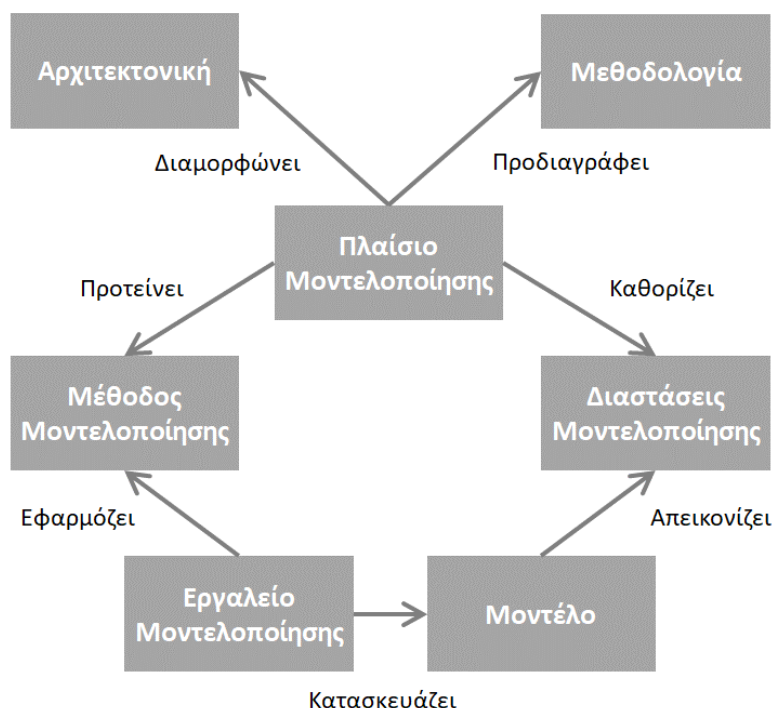 Αρχιτεκτονική
Μεθοδολογία
Διαμορφώνει
Προδιαγράφει
Πλαίσιο
Μοντελοποίησης
Προτείνει
Καθορίζει
Μέθοδος
Μοντελοποίησης
Διαστάσεις
Μοντελοποίησης
Εφαρμόζει
Απεικονίζει
Εργαλείο
Μοντελοποίησης
Μοντέλο
Κατασκευάζει